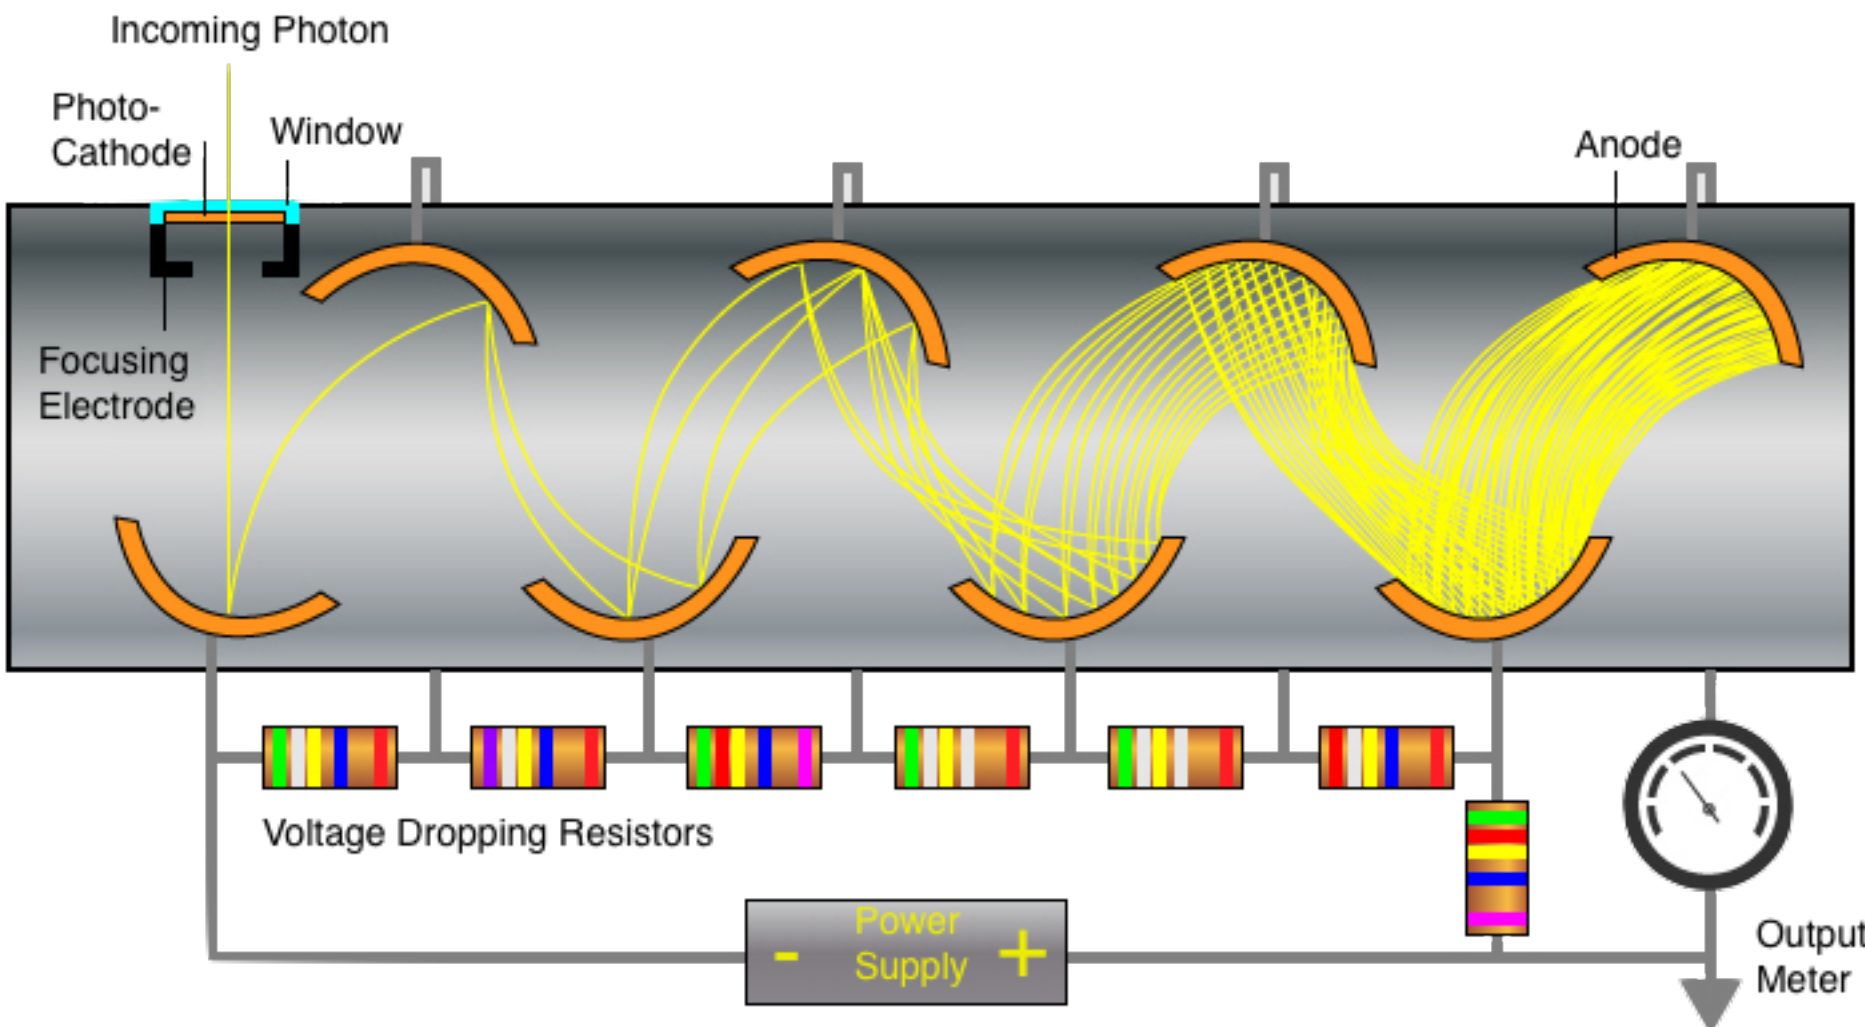 Incoming Photon
Photo-
Cathode
Window
Anode
Focusing
Electrode
Voltage Dropping Resistors
Power
Supply
- +
Output
Meter